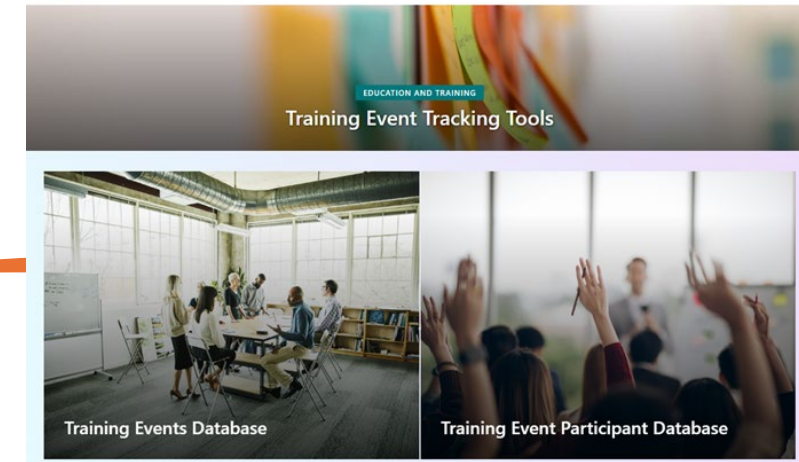 EDUCATION AND TRAINING
Training Event Tracking Tools
Training Events Database
Training Event Participant Database